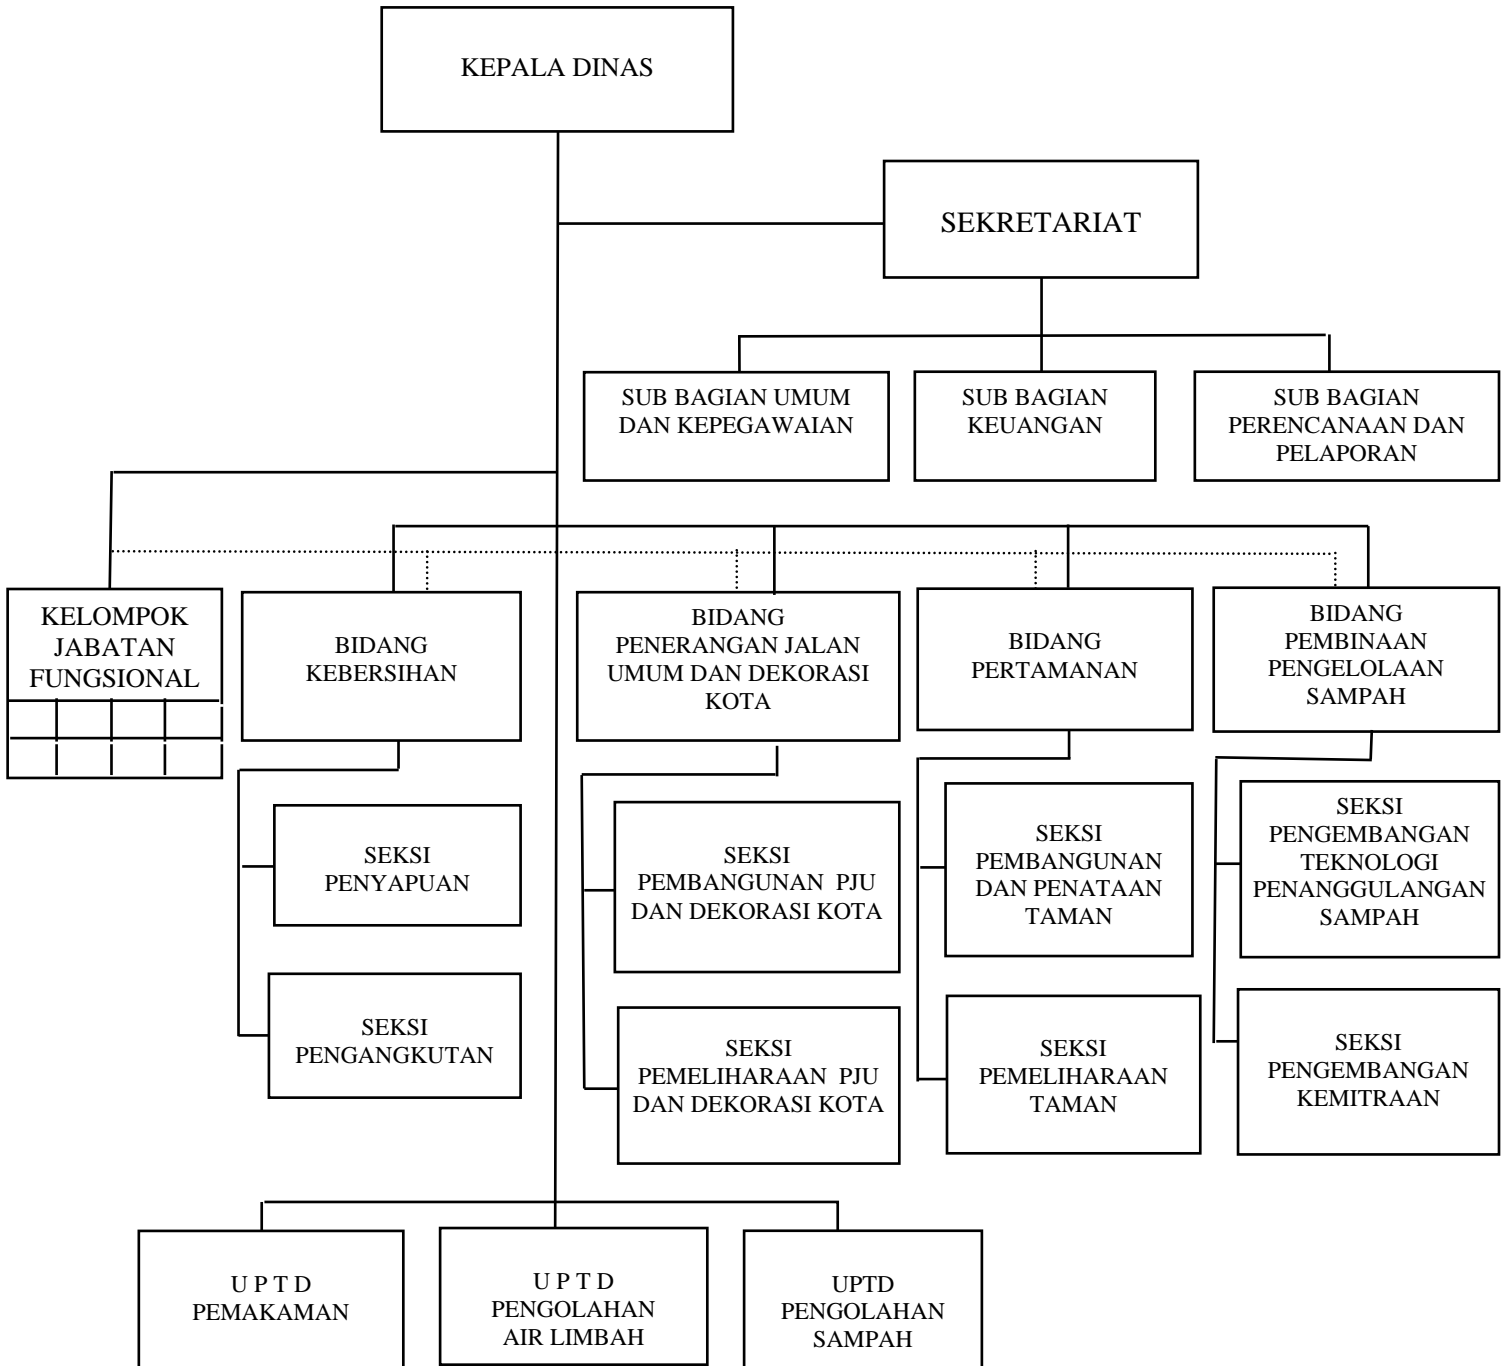 KEPALA DINAS
SEKRETARIAT
SUB BAGIAN UMUM
DAN KEPEGAWAIAN
SUB BAGIAN
KEUANGAN
SUB BAGIAN
PERENCANAAN DAN
PELAPORAN
KELOMPOK
JABATAN
FUNGSIONAL
BIDANG
KEBERSIHAN
BIDANG
PENERANGAN JALAN
UMUM DAN DEKORASI
KOTA
BIDANG
PERTAMANAN
BIDANG
PEMBINAAN
PENGELOLAAN
SAMPAH
SEKSI
PENYAPUAN
SEKSI
PEMBANGUNAN PJU
DAN DEKORASI KOTA
SEKSI
PEMBANGUNAN
DAN PENATAAN
TAMAN
SEKSI
PENGEMBANGAN
TEKNOLOGI
PENANGGULANGAN
SAMPAH
SEKSI
PENGANGKUTAN
SEKSI
PEMELIHARAAN PJU
DAN DEKORASI KOTA
SEKSI
PEMELIHARAAN
TAMAN
SEKSI
PENGEMBANGAN
KEMITRAAN
U P T D
PEMAKAMAN
U P T D
PENGOLAHAN
AIR LIMBAH
UPTD
PENGOLAHAN
SAMPAH